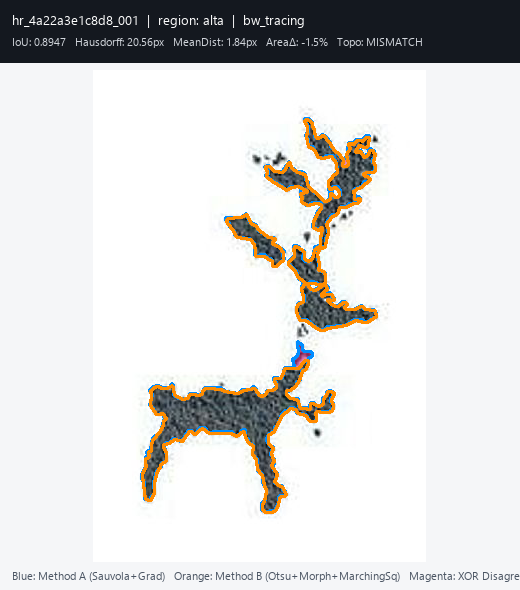 hr_4a22a3e1c8d8_001 | region: alta | bw_tracing
IoU: 0.8947 Hausdorff: 20.56px MeanDist: 1.84px AreaΔ: -1.5% Topo: MISMATCH
Blue: Method A (Sauvola+Grad) Orange: Method B (Otsu+Morph+MarchingSq) Magenta: XOR Disagre